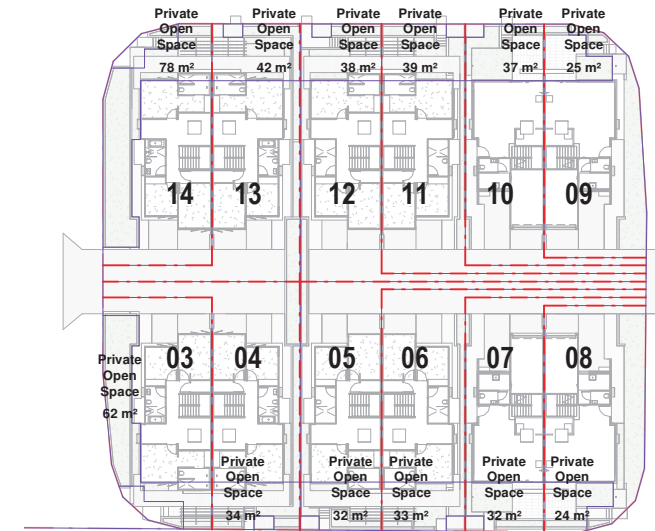 Private
Open
Space
78 m²
Private
Open
Space
42 m²
Private
Open
Space
38 m²
Private
Open
Space
39 m²
Private
Open
Space
37 m²
Private
Open
Space
25 m²
14
13
12
11
10
09
03
04
05
06
07
08
Private
Open
Space
62 m²
Private
Open
Space
34 m²
Private
Open
Space
32 m²
Private
Open
Space
33 m²
Private
Open
Space
32 m²
Private
Open
Space
24 m²